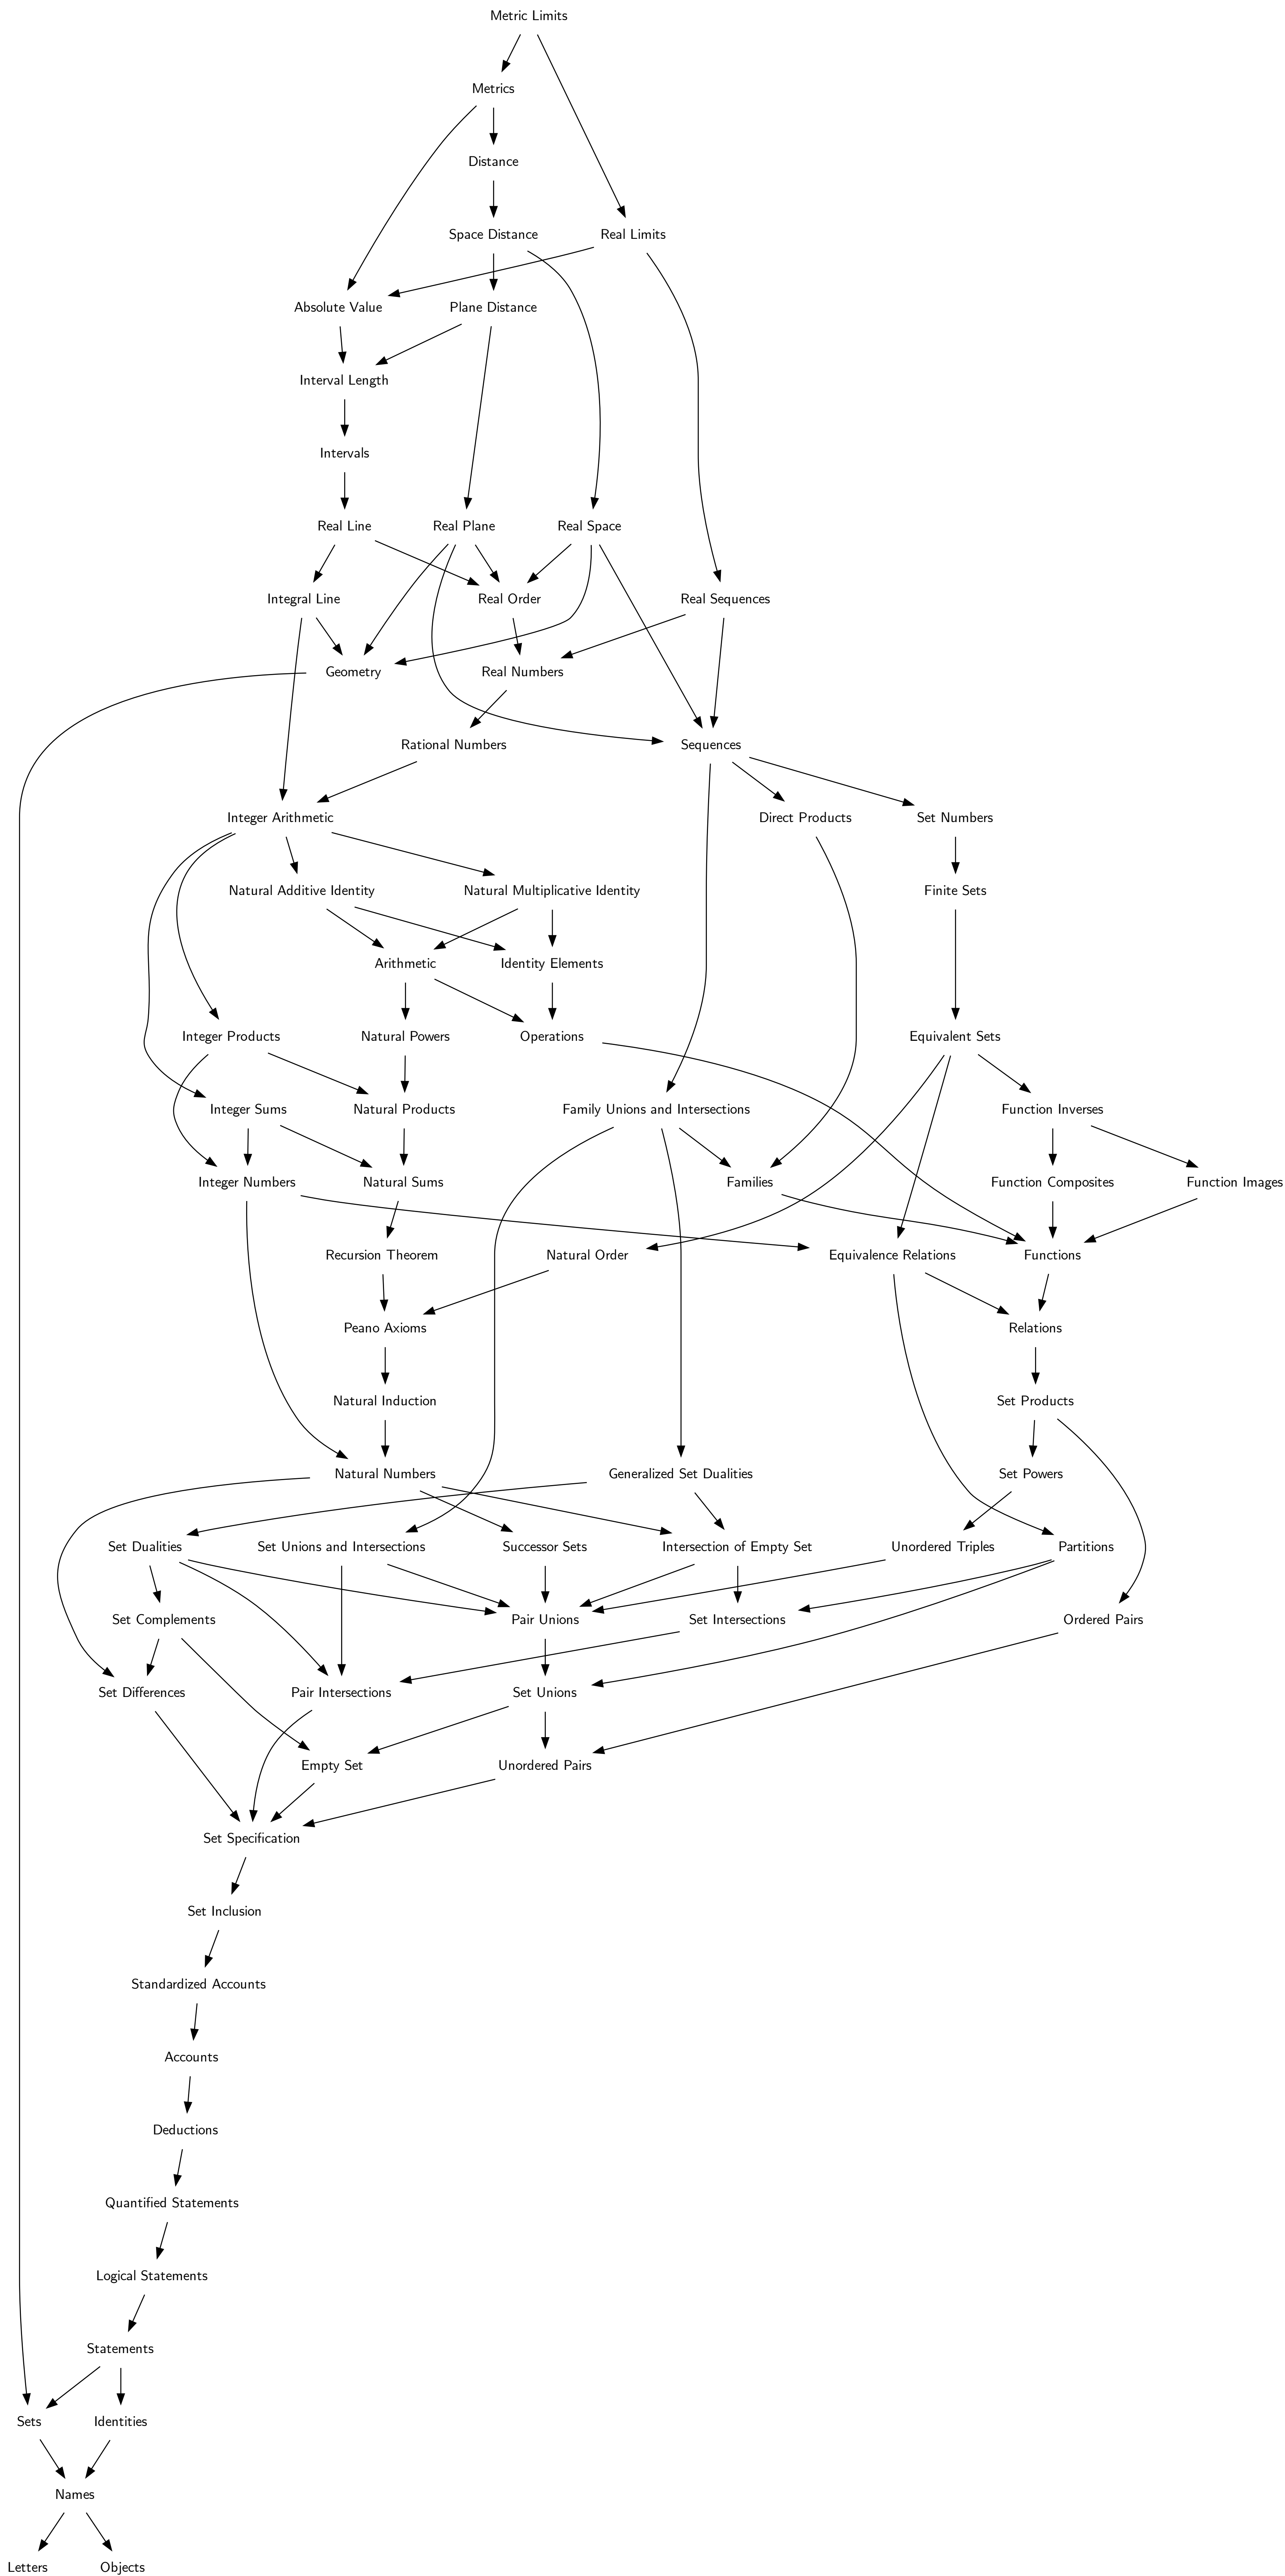 Metric Limits
Metrics
Distance
Space Distance
Real Limits
Absolute Value
Plane Distance
Interval Length
Intervals
Real Line
Real Plane
Real Space
Integral Line
Real Order
Real Sequences
Geometry
Real Numbers
Rational Numbers
Sequences
Integer Arithmetic
Direct Products
Set Numbers
Natural Additive Identity
Natural Multiplicative Identity
Finite Sets
Arithmetic
Identity Elements
Integer Products
Natural Powers
Operations
Equivalent Sets
Integer Sums
Natural Products
Family Unions and Intersections
Function Inverses
Integer Numbers
Natural Sums
Families
Function Composites
Function Images
Recursion Theorem
Natural Order
Equivalence Relations
Functions
Peano Axioms
Relations
Natural Induction
Set Products
Natural Numbers
Generalized Set Dualities
Set Powers
Set Dualities
Set Unions and Intersections
Successor Sets
Intersection of Empty Set
Unordered Triples
Partitions
Set Complements
Pair Unions
Set Intersections
Ordered Pairs
Set Differences
Pair Intersections
Set Unions
Empty Set
Unordered Pairs
Set Specification
Set Inclusion
Standardized Accounts
Accounts
Deductions
Quantified Statements
Logical Statements
Statements
Sets
Identities
Names
Letters
Objects